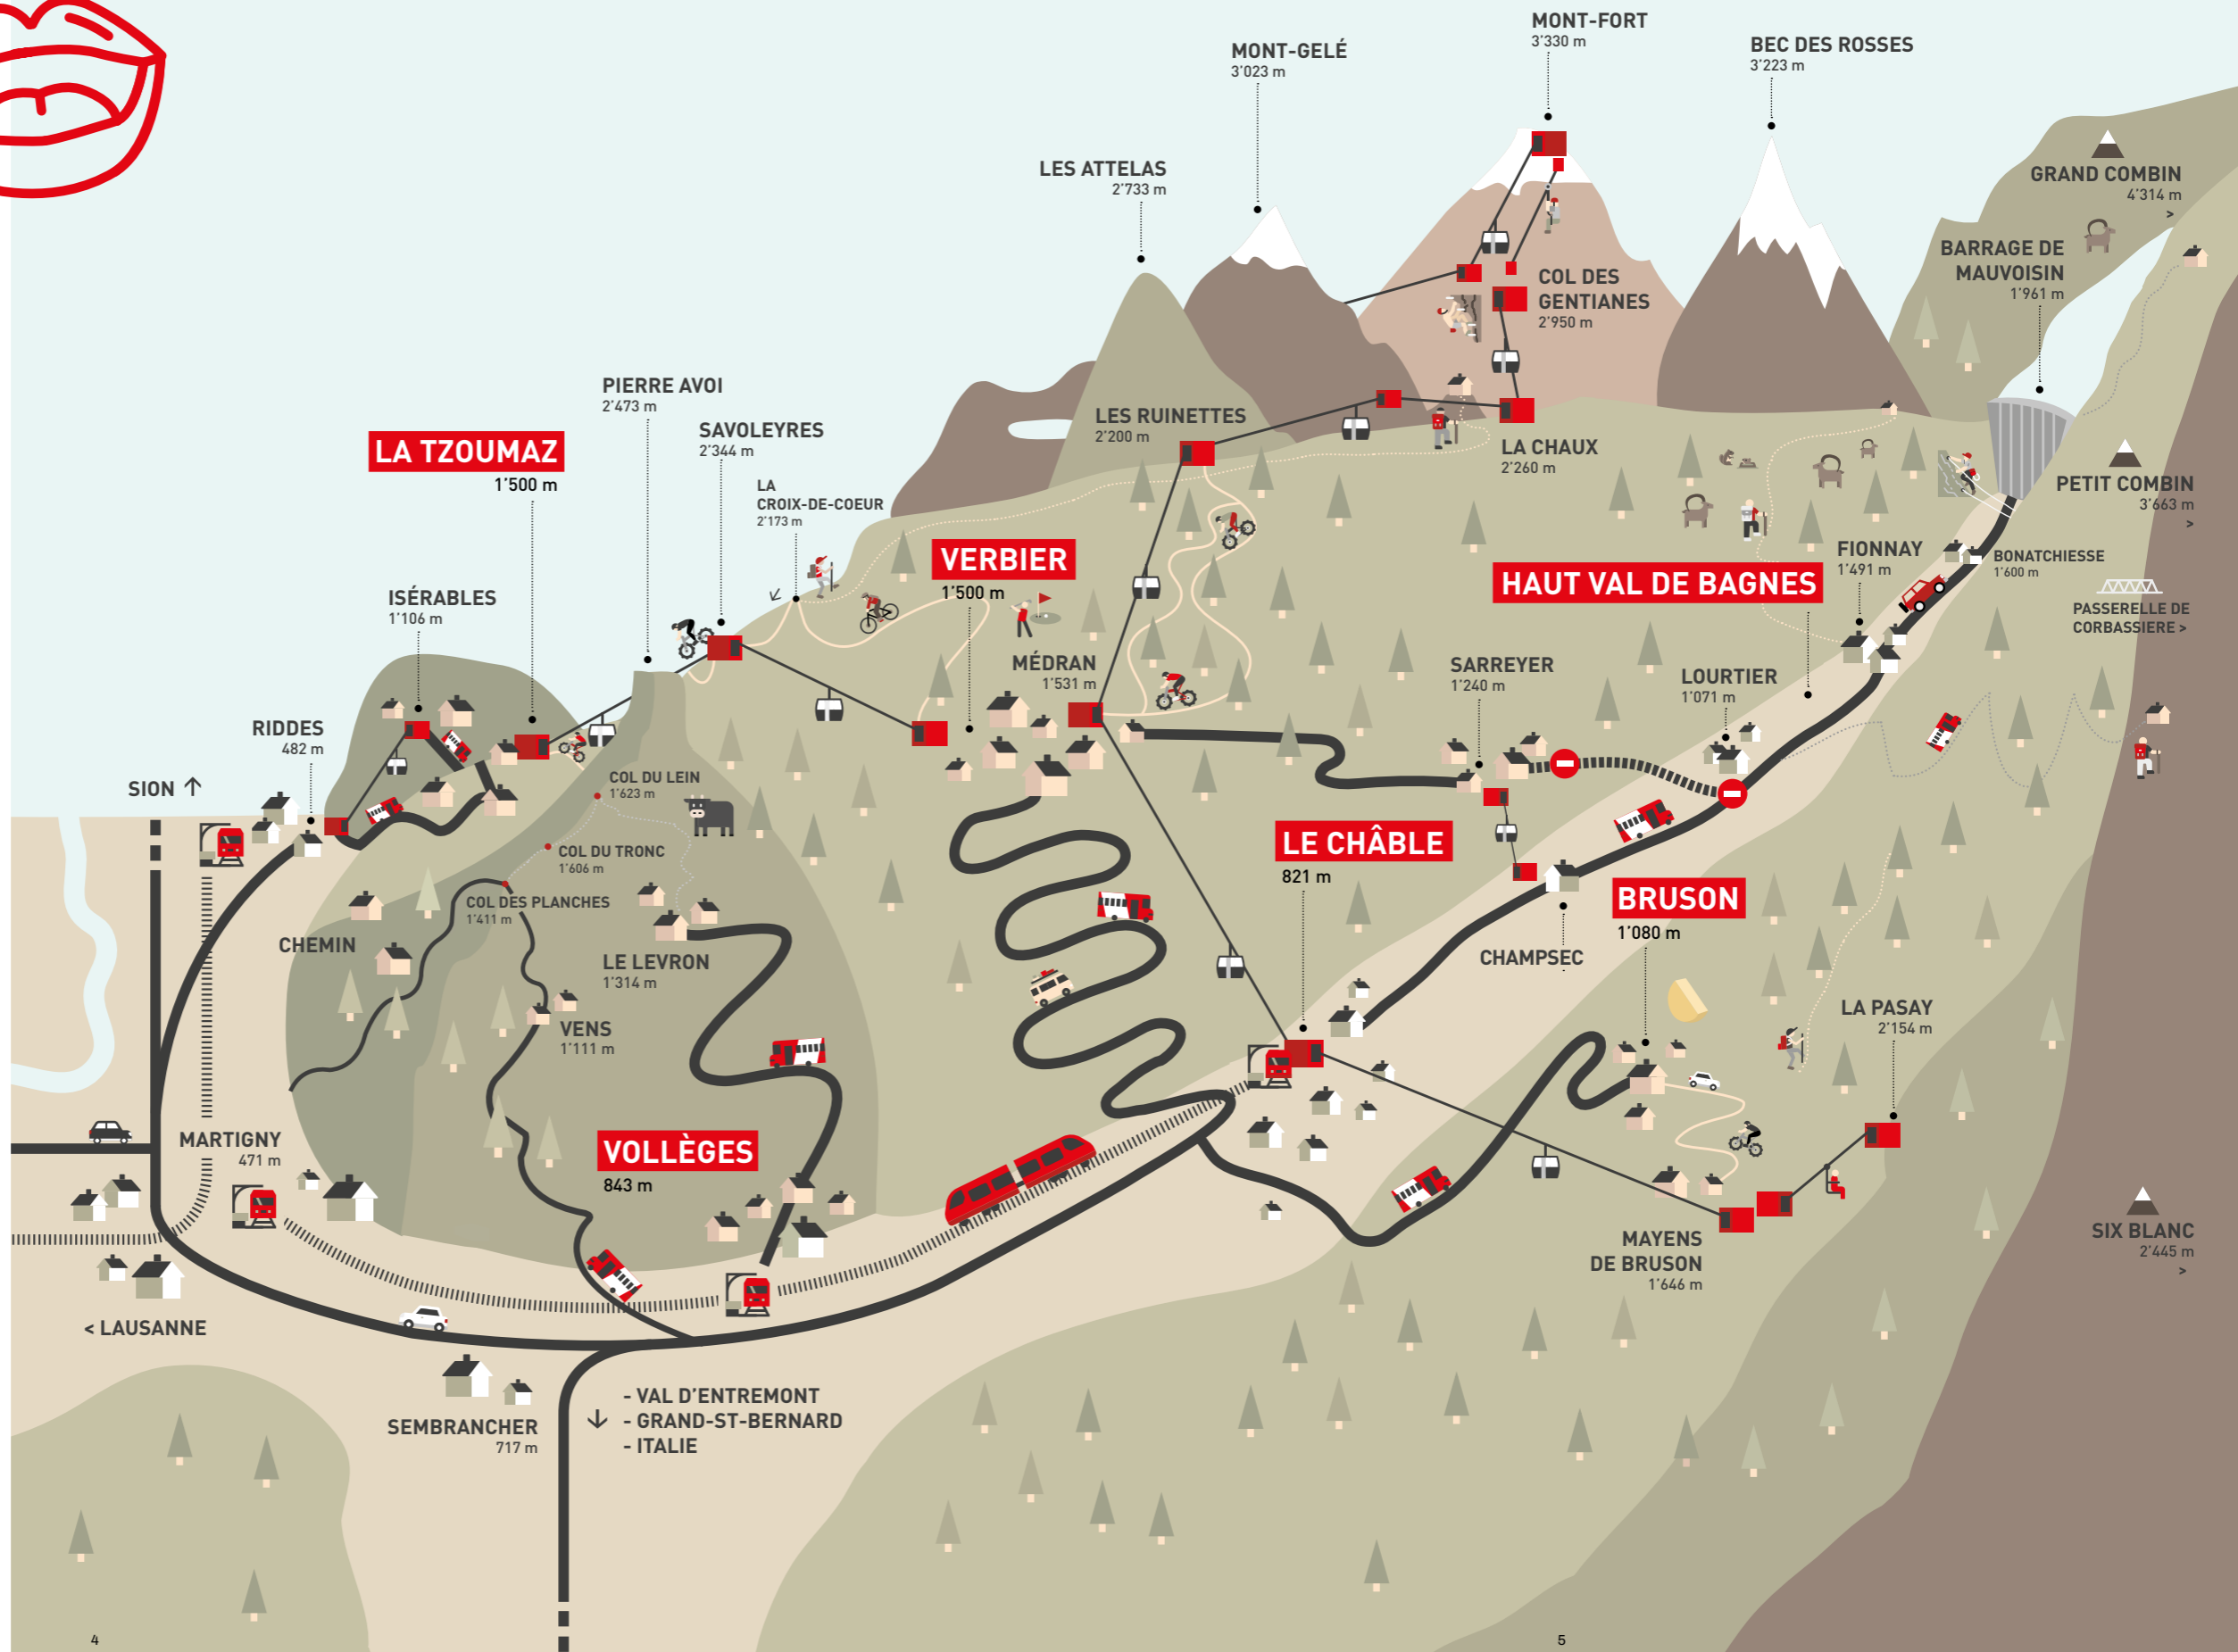 MONT-FORT
3'330 m
MONT-GELÉ
3'023 m
BEC DES ROSSES
3'223 m
LES ATTELAS
2'733 m
GRAND COMBIN
4'314 m
>
BARRAGE DE
MAUVOISIN
1'961 m
COL DES
GENTIANES
2'950 m
PIERRE AVOI
2'473 m
SAVOLEYRES
2'344 m
LA TZOUMAZ
1'500 m
LES RUINETTES
2'200 m
LA CHAUX
2'260 m
LA
CROIX-DE-COEUR
2'173 m
PETIT COMBIN
3'663 m
>
VERBIER
1'500 m
HAUT VAL DE BAGNES
FIONNAY
1'491 m
BONATCHIESSE
1'600 m
PASSERELLE DE
CORBASSIERE >
ISÉRABLES
1'106 m
MÉDRAN
1'531 m
SARREYER
1'240 m
LOURTIER
1'071 m
RIDDES
482 m
SION ↑
COL DU LEIN
1'623 m
COL DU TRONC
1'606 m
COL DES PLANCHES
1'411 m
LE CHÂBLE
821 m
BRUSON
1'080 m
CHEMIN
LE LEVRON
1'314 m
CHAMPSEC
VENS
1'111 m
LA PASAY
2'154 m
MARTIGNY
471 m
VOLLÈGES
843 m
MAYENS
DE BRUSON
1'646 m
SIX BLANC
2'445 m
>
< LAUSANNE
SEMBRANCHER
717 m
- VAL D'ENTREMONT
↓ - GRAND-ST-BERNARD
- ITALIE
4
5